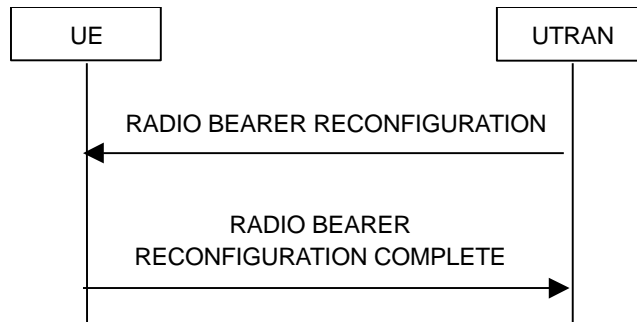 UE
UTRAN
RADIO BEARER RECONFIGURATION
RADIO BEARER
RECONFIGURATION COMPLETE